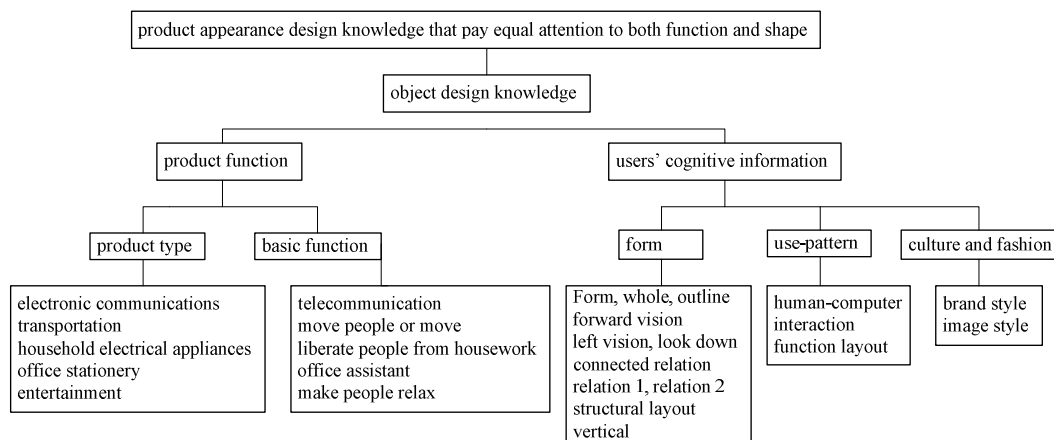 product appearance design knowledge that pay equal attention to both function and shape
object design knowledge
product function
users' cognitive information
product type
basic function
form
use-pattern
culture and fashion
electronic communications
transportation
household electrical appliances
office stationery
entertainment
telecommunication
move people or move
liberate people from housework
office assistant
make people relax
Form, whole, outline
forward vision
left vision, look down
connected relation
relation 1, relation 2
structural layout
vertical
human-computer
interaction
function layout
brand style
image style